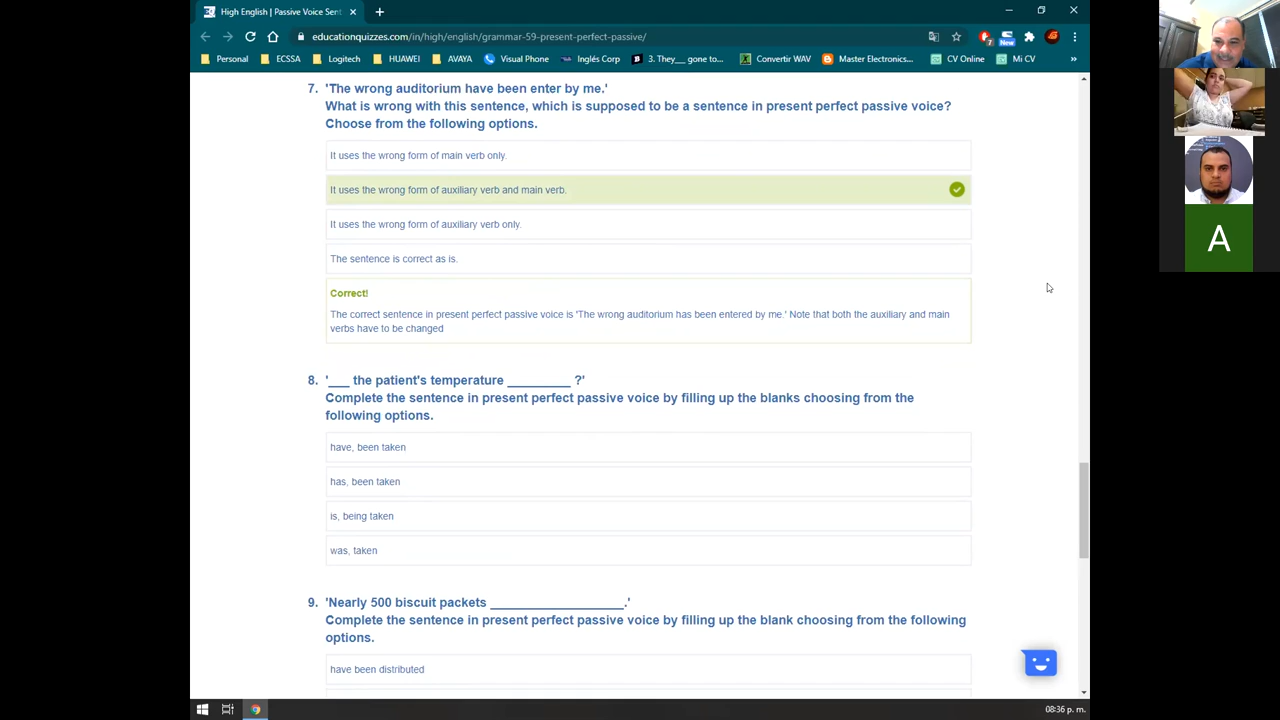 High English | Passive Voice Sent
educationquizzes.com/in/high/english/grammar-59-present-perfect-passive/
7
New
Personal
ECSSA
Logitech
HUAWEI
AVAYA
Visual Phone
Inglés Corp
3. They___ gone to...
Convertir WAV
Master Electronics...
CV Online
Mi CV
»
7. 'The wrong auditorium have been enter by me.'
What is wrong with this sentence, which is supposed to be a sentence in present perfect passive voice?
Choose from the following options.
It uses the wrong form of main verb only.
It uses the wrong form of auxiliary verb and main verb.
It uses the wrong form of auxiliary verb only.
The sentence is correct as is.
Correct!
The correct sentence in present perfect passive voice is 'The wrong auditorium has been entered by me.' Note that both the auxiliary and main
verbs have to be changed
8. '___ the patient's temperature _________ ?'
Complete the sentence in present perfect passive voice by filling up the blanks choosing from the
following options.
have, been taken
has, been taken
is, being taken
was, taken
9. 'Nearly 500 biscuit packets ___________________.'
Complete the sentence in present perfect passive voice by filling up the blank choosing from the following
options.
have been distributed
08:36 p. m.
A